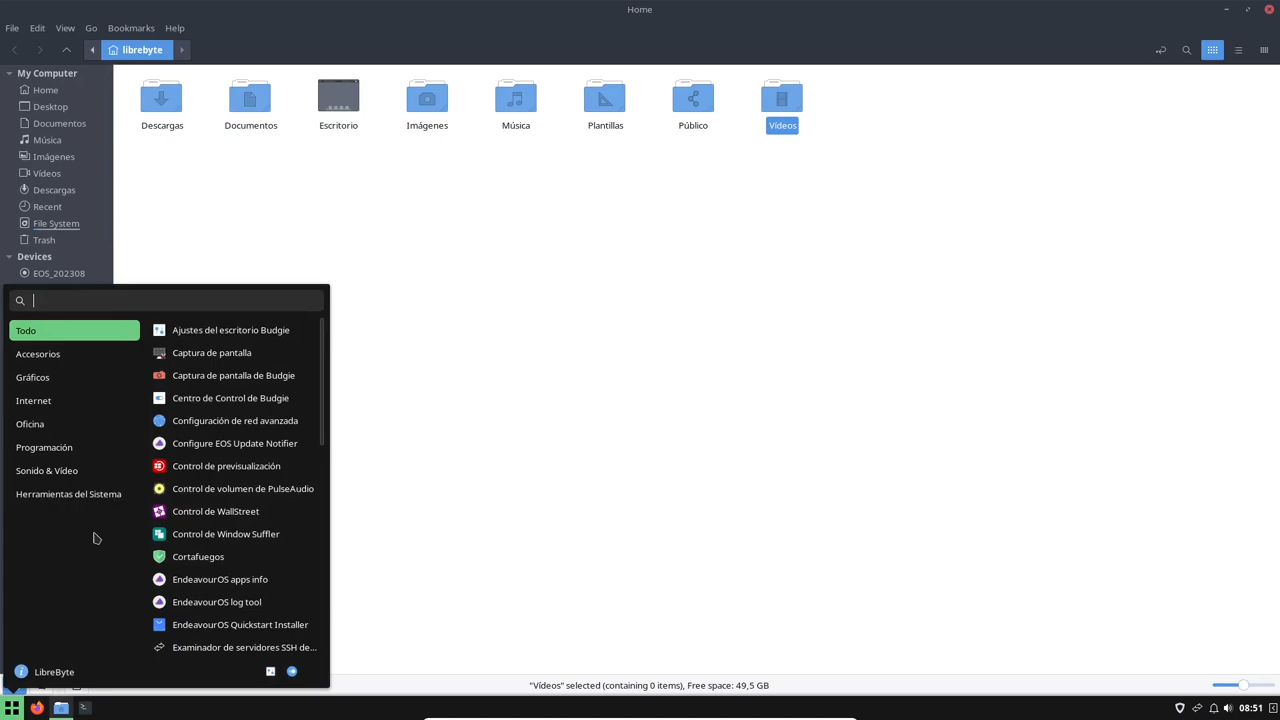 Home
File Edit View Go Bookmarks Help
librebyte
My Computer
Home
Desktop
Documentos
Música
Imágenes
Vídeos
Descargas
Recent
File System
Trash
Devices
EOS_202308
Descargas
Documentos
Escritorio
Imágenes
Música
Plantillas
Público
Vídeos
Todo
Accesorios
Gráficos
Internet
Oficina
Programación
Sonido & Vídeo
Herramientas del Sistema
Ajustes del escritorio Budgie
Captura de pantalla
Captura de pantalla de Budgie
Centro de Control de Budgie
Configuración de red avanzada
Configure EOS Update Notifier
Control de previsualización
Control de volumen de PulseAudio
Control de WallStreet
Control de Window Suffler
Cortafuegos
EndeavourOS apps info
EndeavourOS log tool
EndeavourOS Quickstart Installer
Examinador de servidores SSH de...
LibreByte
"Vídeos" selected (containing 0 items), Free space: 49,5 GB
08:51